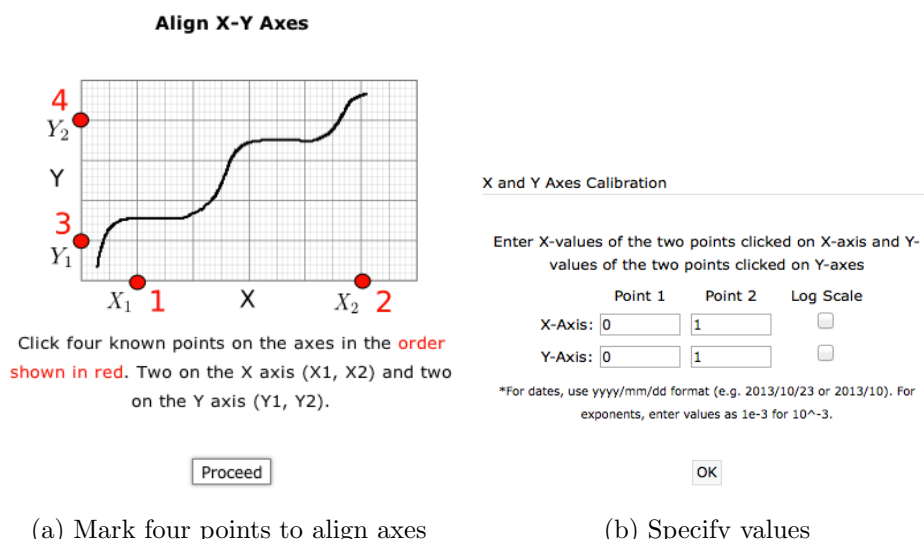 Align X-Y Axes
4
Y2
Y
3
Y1
X1 1 X X2 2
Click four known points on the axes in the order
shown in red. Two on the X axis (X1, X2) and two
on the Y axis (Y1, Y2).
Proceed
(a) Mark four points to align axes
X and Y Axes Calibration
Enter X-values of the two points clicked on X-axis and Y-
values of the two points clicked on Y-axis
Point 1 Point 2 Log Scale
X-Axis: 0 1
Y-Axis: 0 1
*For dates, use yyyy/mm/dd format (e.g. 2013/10/23 or 2013/10). For
exponents, enter values as 1e-3 for 10^-3.
OK
(b) Specify values